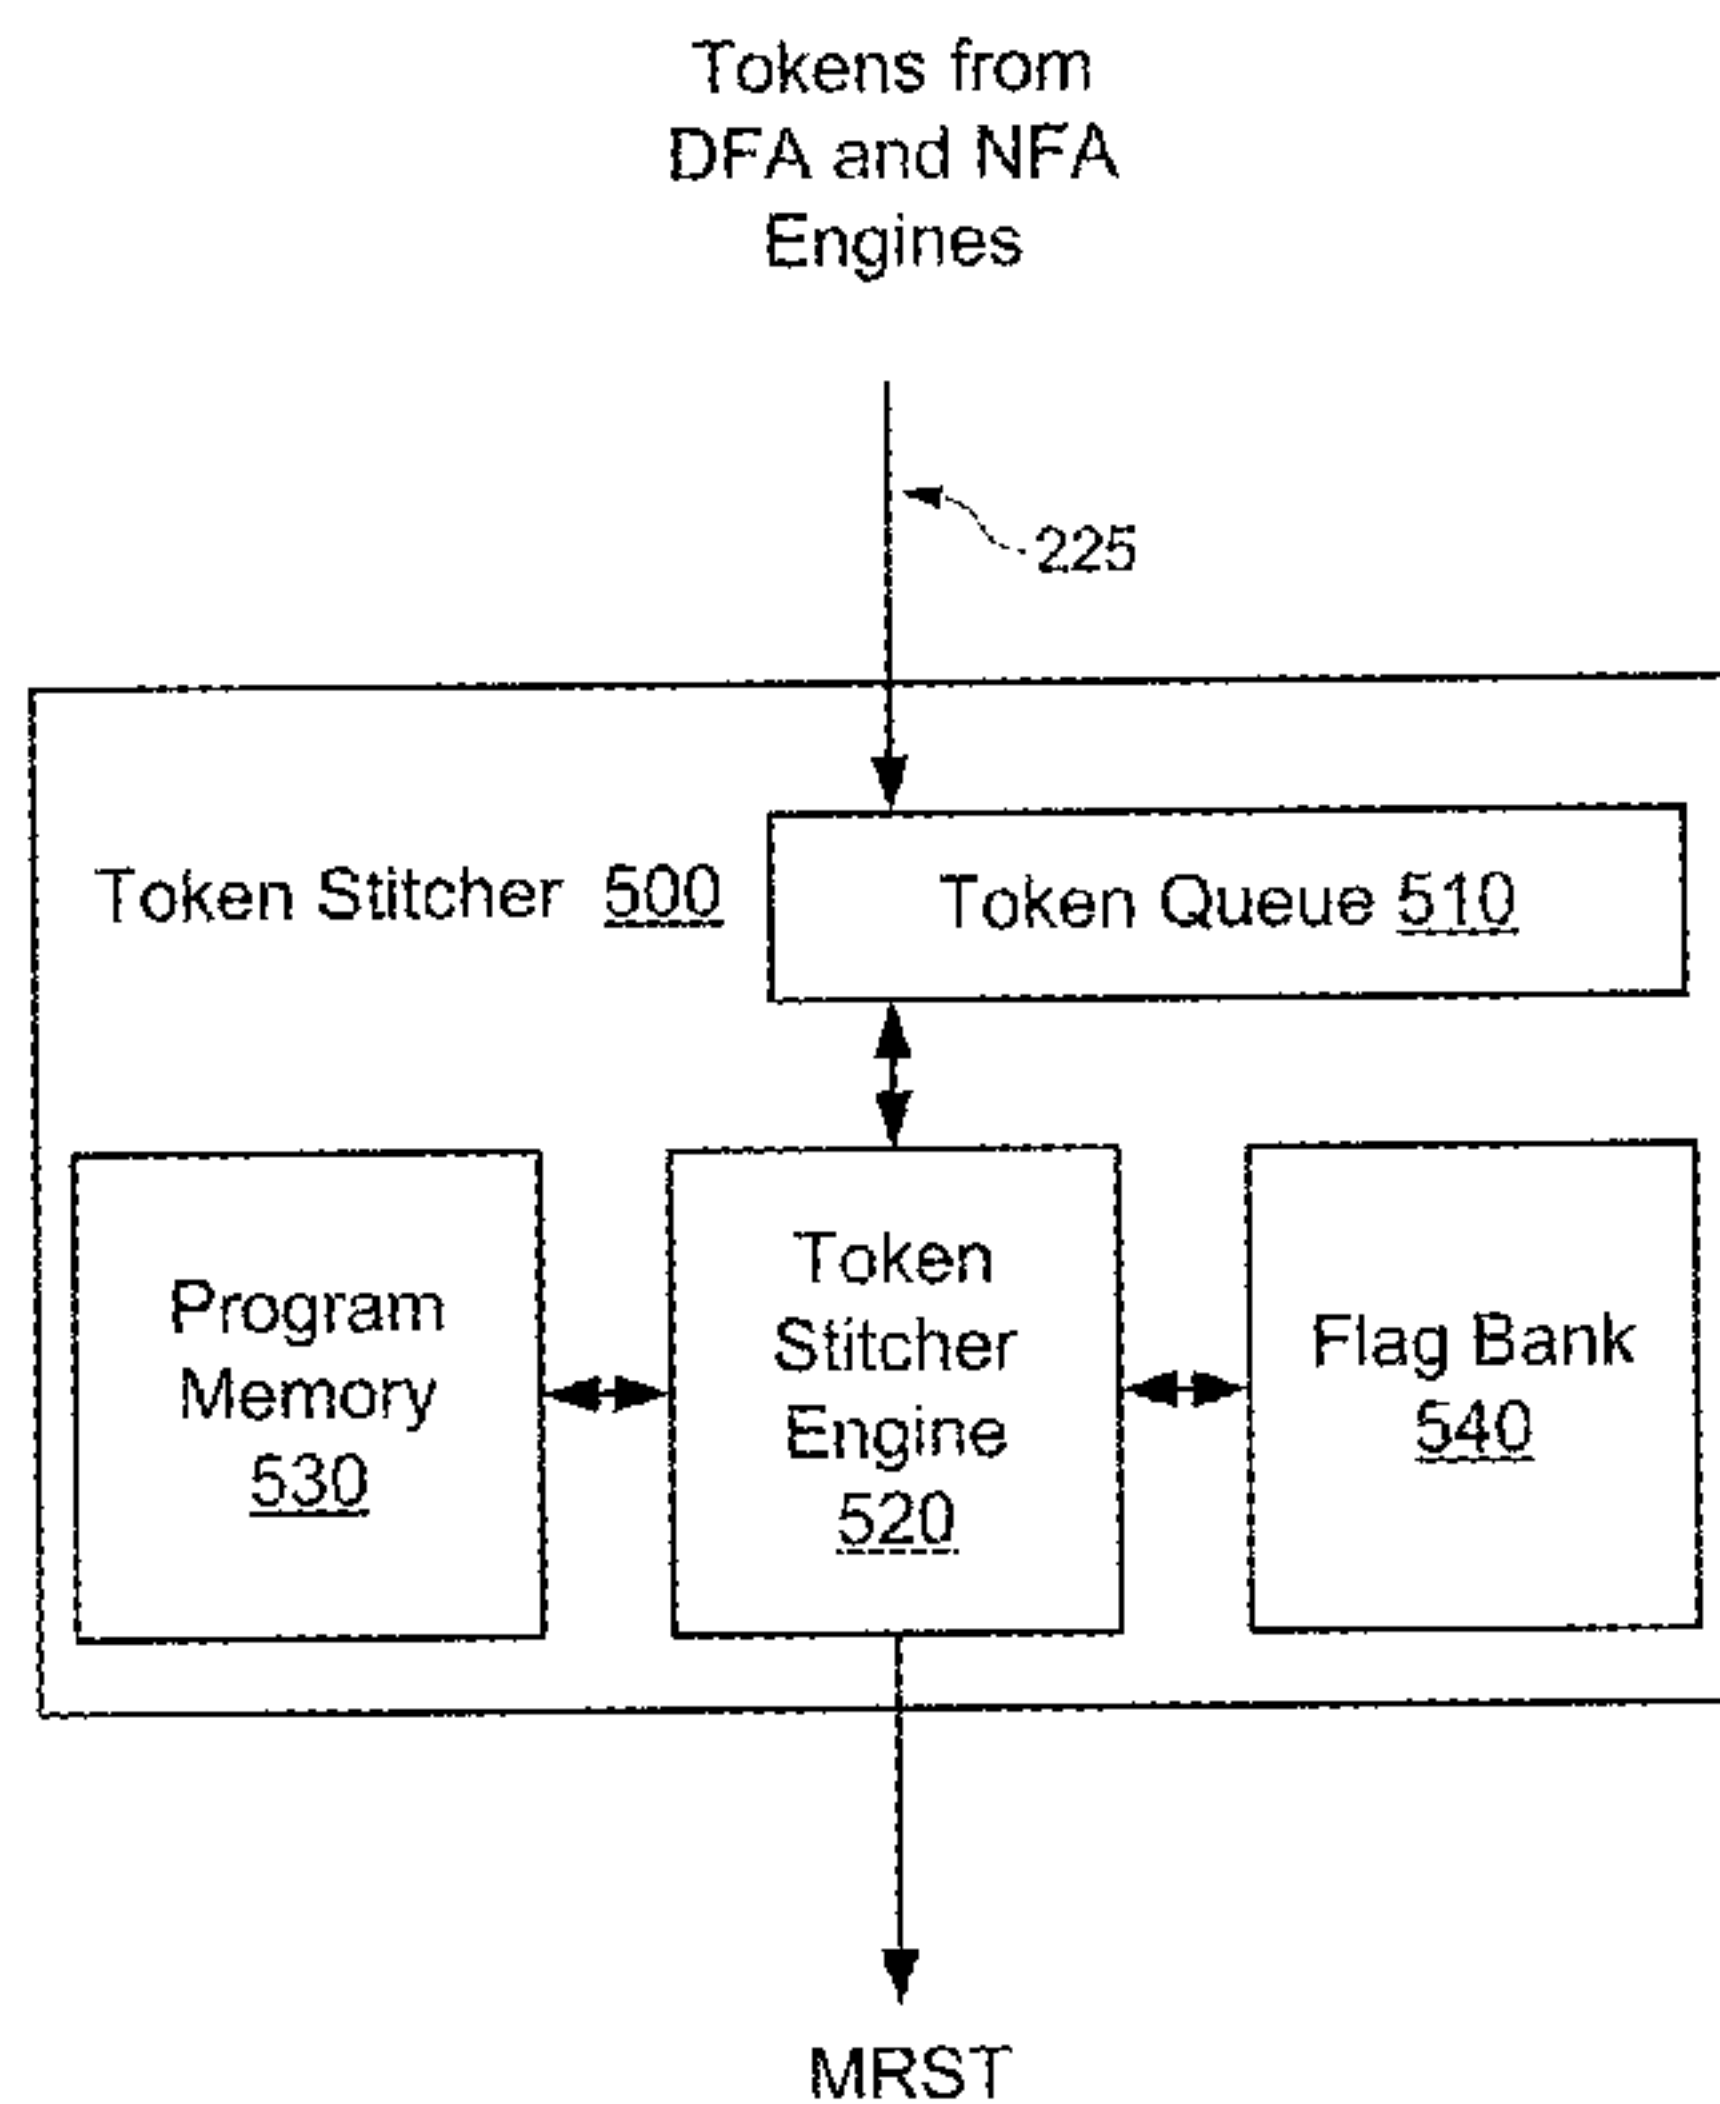 Tokens from
DFA and NFA
Engines
225
Token Stitcher 500
Token Queue 510
Program
Memory
530
Token
Stitcher
Engine
520
Flag Bank
540
MRST